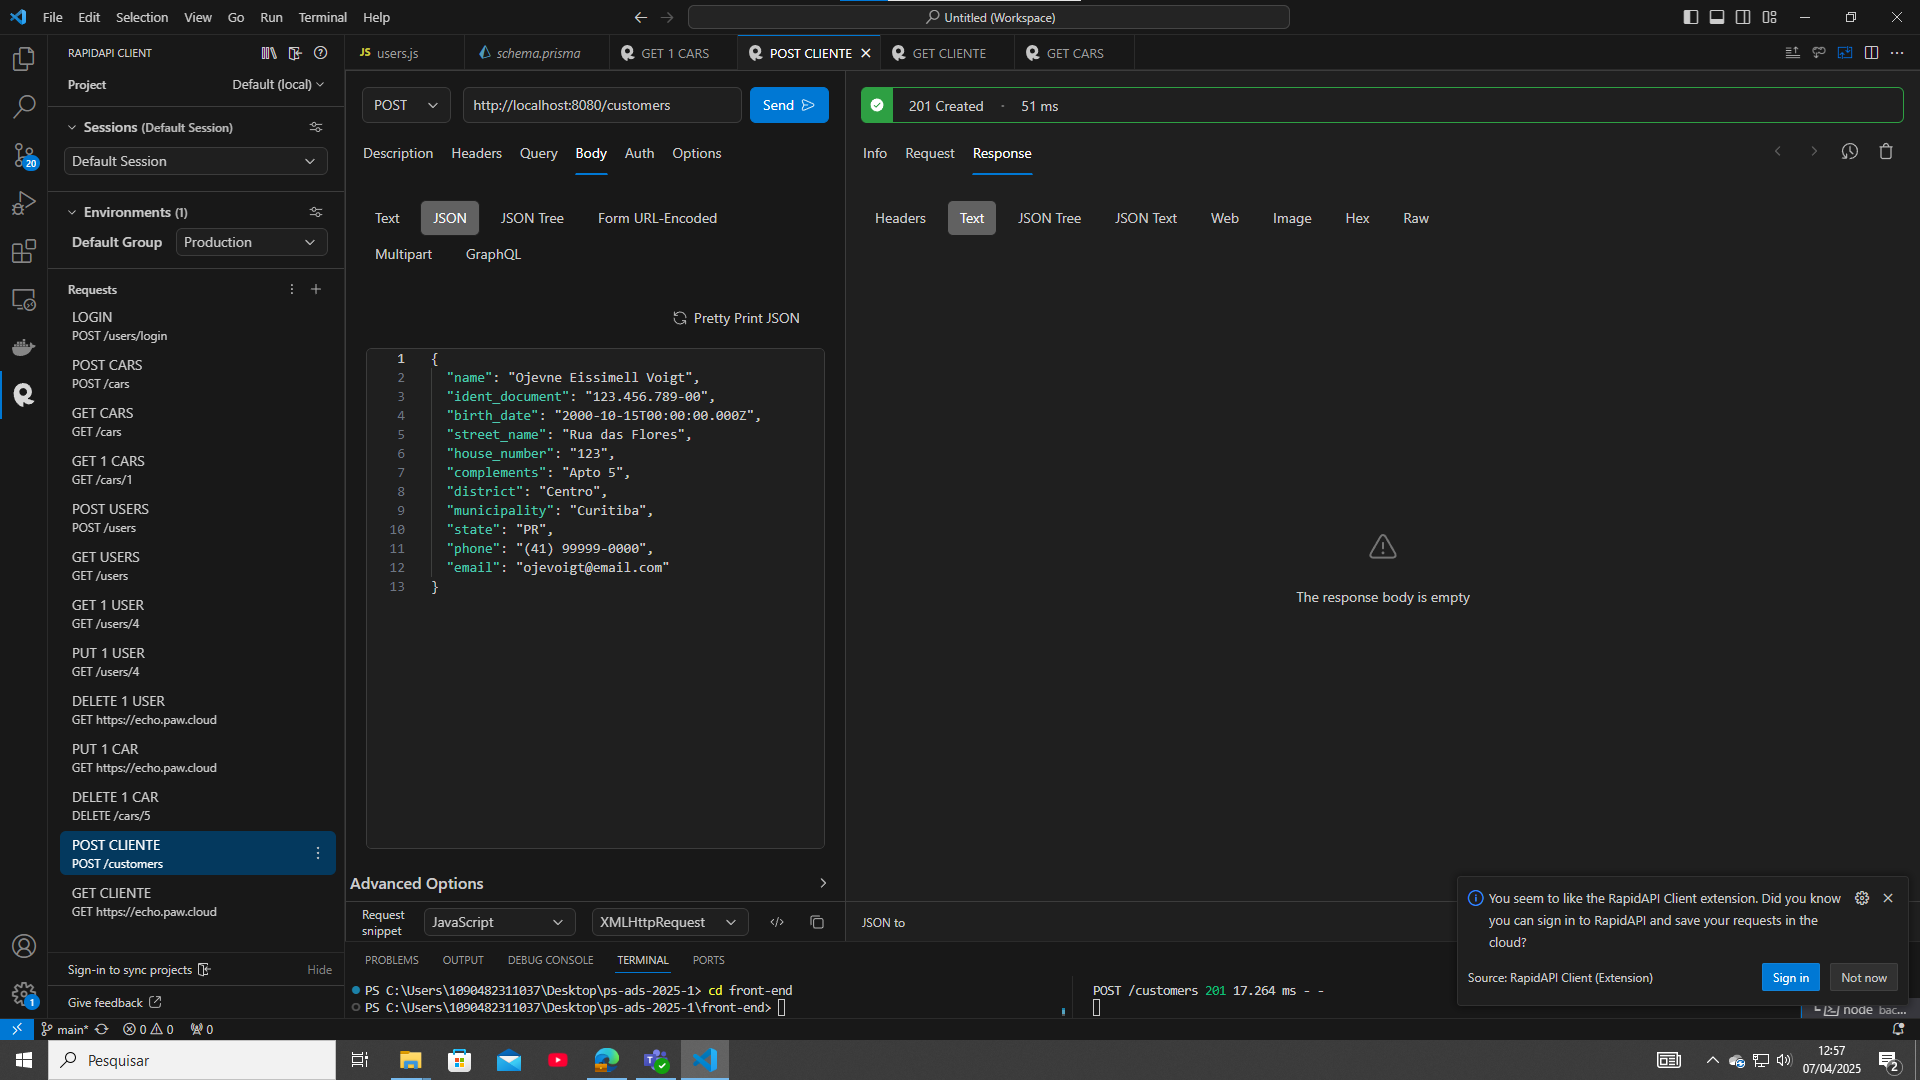 File Edit Selection View Go Run Terminal Help
Untitled (Workspace)
RAPIDAPI CLIENT
Project Default (local)
Sessions (Default Session)
Default Session
Environments (1)
Default Group Production
Requests
LOGIN
POST /users/login
POST CARS
POST /cars
GET CARS
GET /cars
GET 1 CARS
GET /cars/1
POST USERS
POST /users
GET USERS
GET /users
GET 1 USER
GET /users/4
PUT 1 USER
GET /users/4
DELETE 1 USER
GET https://echo.paw.cloud
PUT 1 CAR
GET https://echo.paw.cloud
DELETE 1 CAR
DELETE /cars/5
POST CLIENTE
POST /customers
GET CLIENTE
GET https://echo.paw.cloud
Sign-in to sync projects Hide
Give feedback
20
1
JS users.js schema.prisma GET 1 CARS POST CLIENTE GET CLIENTE GET CARS
POST http://localhost:8080/customers Send
Description Headers Query Body Auth Options
Text JSON JSON Tree Form URL-Encoded
Multipart GraphQL
Pretty Print JSON
1 {
2 "name": "Ojevne Eissimell Voigt",
3 "ident_document": "123.456.789-00",
4 "birth_date": "2000-10-15T00:00:00.000Z",
5 "street_name": "Rua das Flores",
6 "house_number": "123",
7 "complements": "Apto 5",
8 "district": "Centro",
9 "municipality": "Curitiba",
10 "state": "PR",
11 "phone": "(41) 99999-0000",
12 "email": "ojevoigt@email.com"
13 }
Advanced Options
Request snippet JavaScript XMLHttpRequest
201 Created · 51 ms
Info Request Response
Headers Text JSON Tree JSON Text Web Image Hex Raw
The response body is empty
JSON to
PROBLEMS OUTPUT DEBUG CONSOLE TERMINAL PORTS
PS C:\Users\1090482311037\Desktop\ps-ads-2025-1> cd front-end
PS C:\Users\1090482311037\Desktop\ps-ads-2025-1\front-end>
POST /customers 201 17.264 ms - -
node bac...
You seem to like the RapidAPI Client extension. Did you know
you can sign in to RapidAPI and save your requests in the
cloud?
Source: RapidAPI Client (Extension) Sign in Not now
main* 0 0 0
Pesquisar
12:57
07/04/2025
2